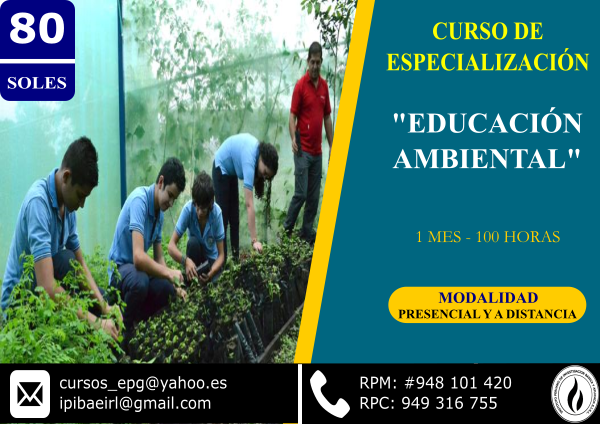 80
SOLES
CURSO DE
ESPECIALIZACIÓN
"EDUCACIÓN
AMBIENTAL"
1 MES - 100 HORAS
MODALIDAD
PRESENCIAL Y A DISTANCIA
cursos_epg@yahoo.es
ipibaeirl@gmail.com
RPM: #948 101 420
RPC: 949 316 755